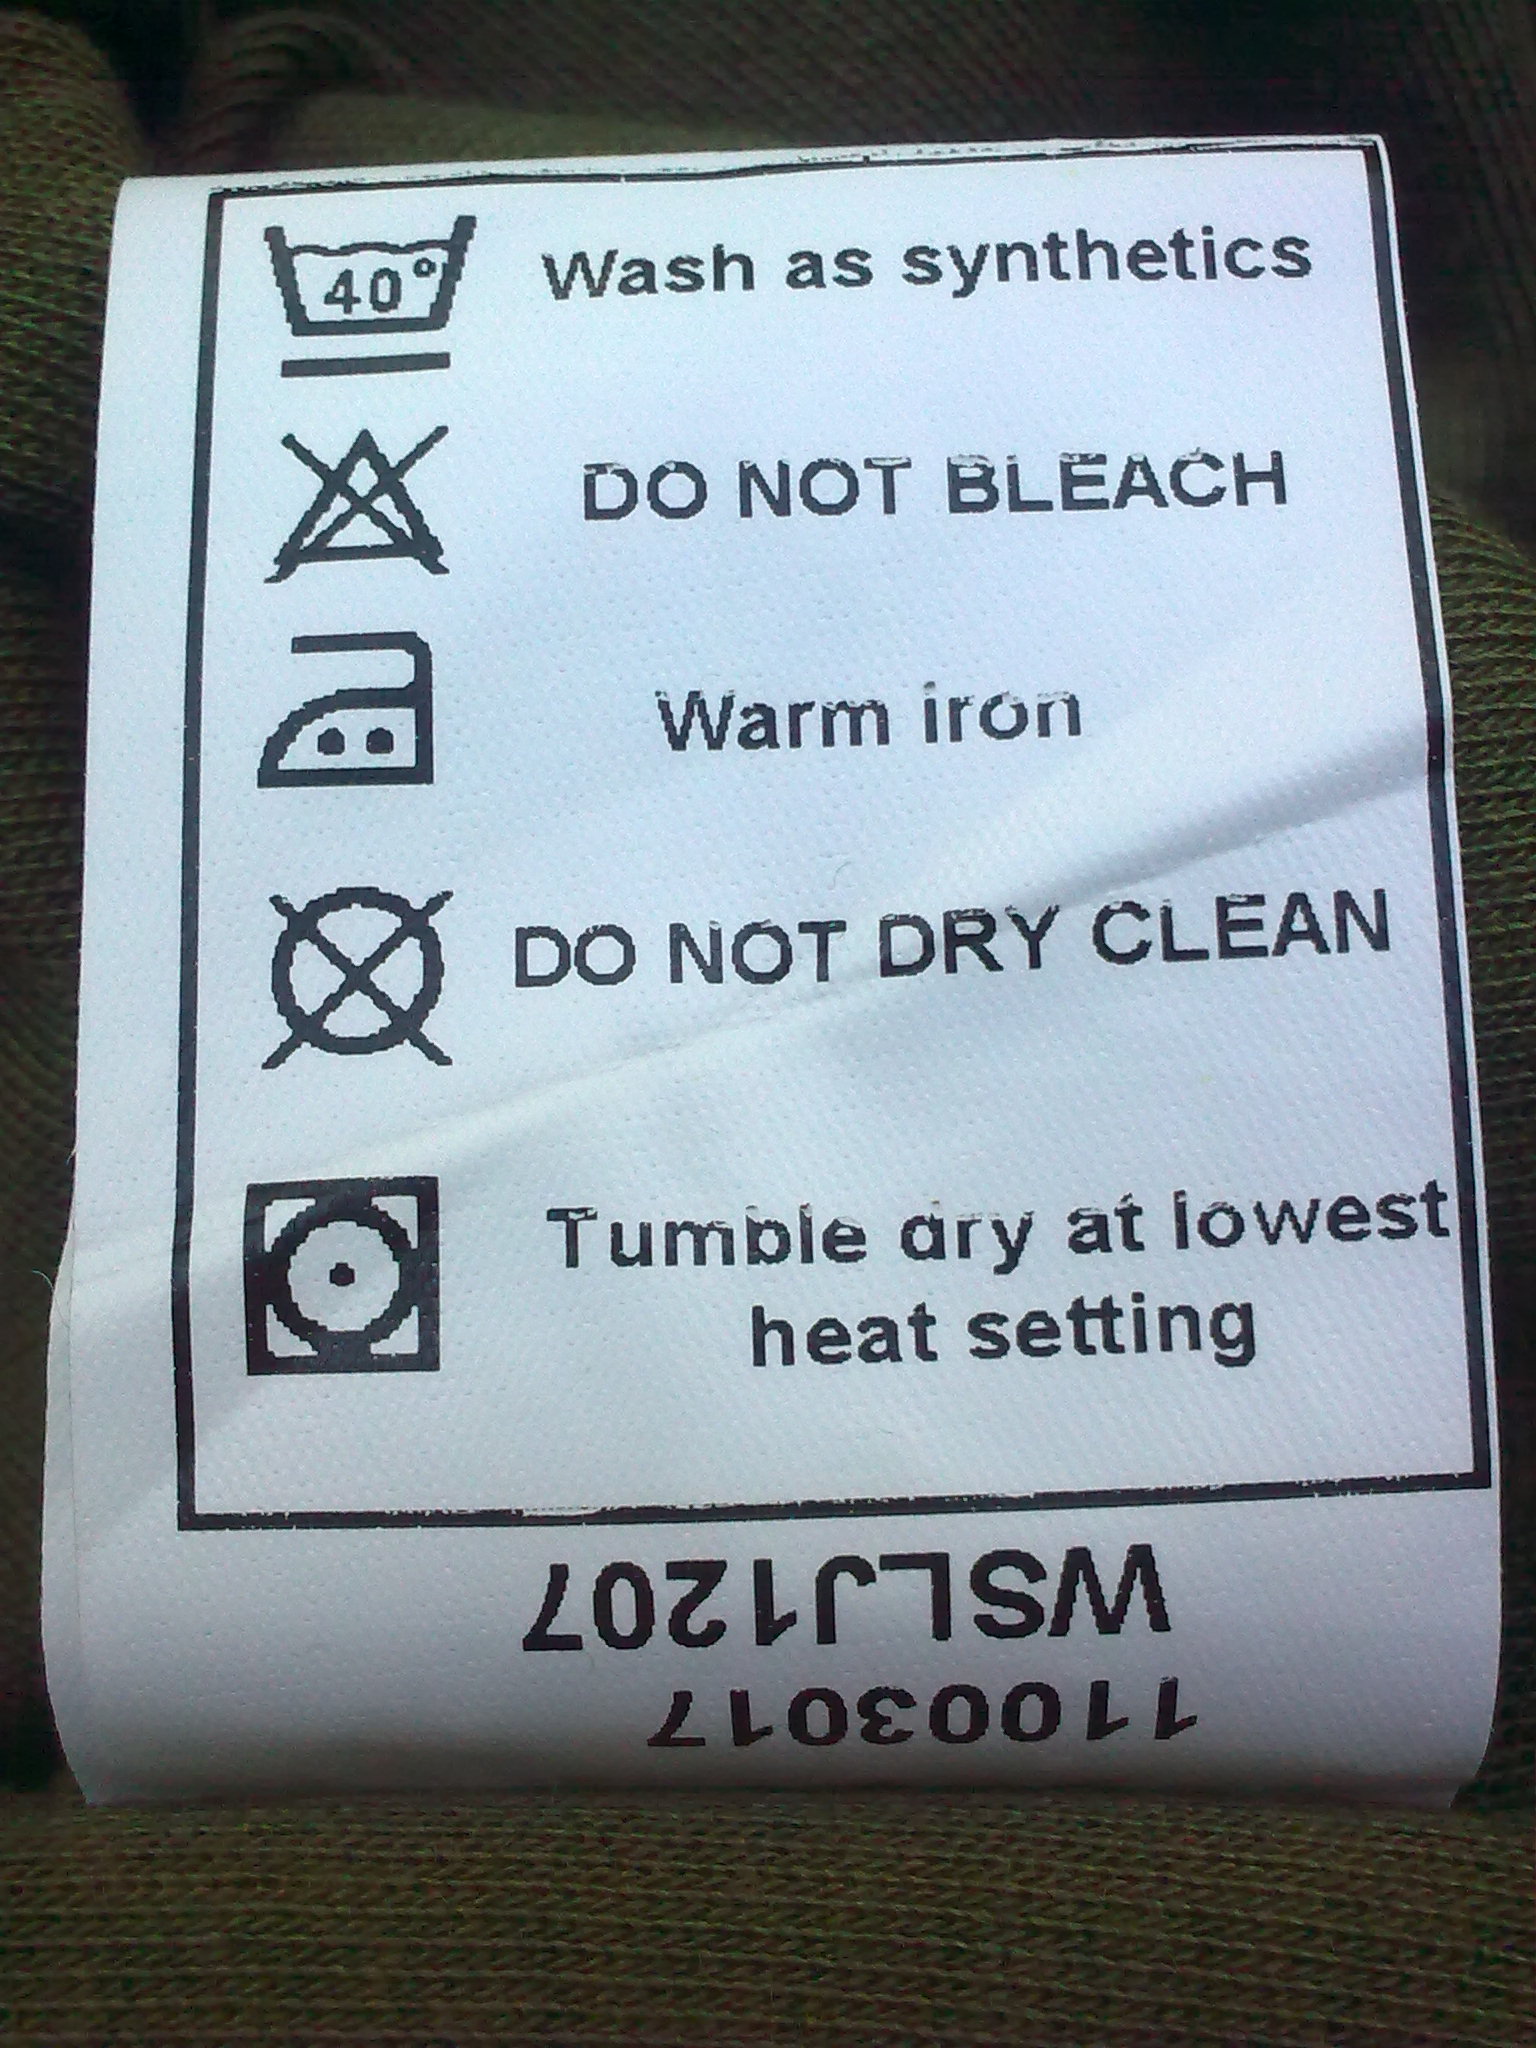 40° Wash as synthetics
DO NOT BLEACH
Warm iron
DO NOT DRY CLEAN
Tumble dry at lowest
heat setting
WSLJ1207
11003017